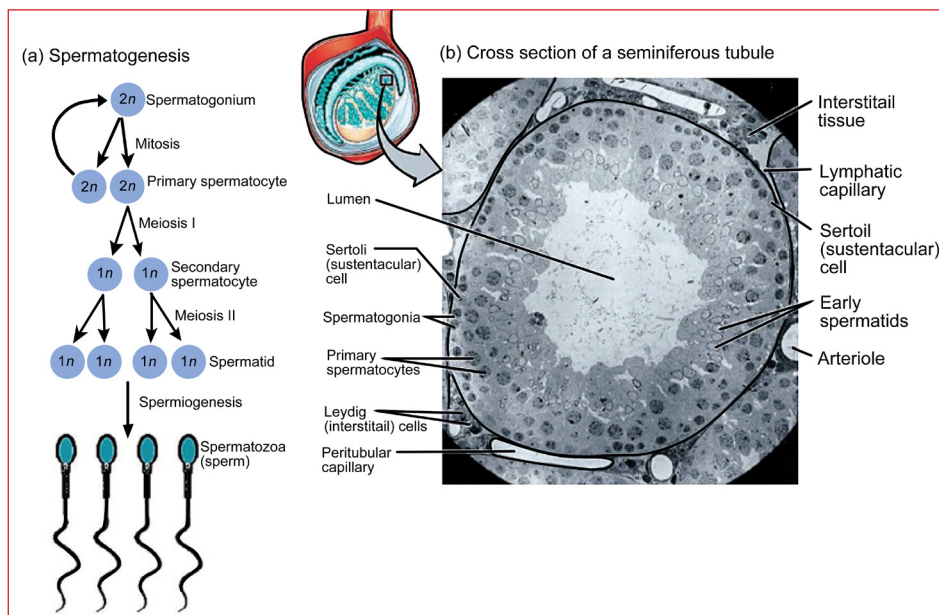 (a) Spermatogenesis
2n
Spermatogonium
Mitosis
2n
2n
Primary spermatocyte
Meiosis I
1n
1n
Secondary
spermatocyte
Meiosis II
1n
1n
1n
1n
Spermatid
Spermiogenesis
Spermatozoa
(sperm)
(b) Cross section of a seminiferous tubule
Lumen
Sertoli
(sustentacular)
cell
Spermatogonia
Primary
spermatocytes
Leydig
(interstitail) cells
Peritubular
capillary
Interstitail
tissue
Lymphatic
capillary
Sertoil
(sustentacular)
cell
Early
spermatids
Arteriole